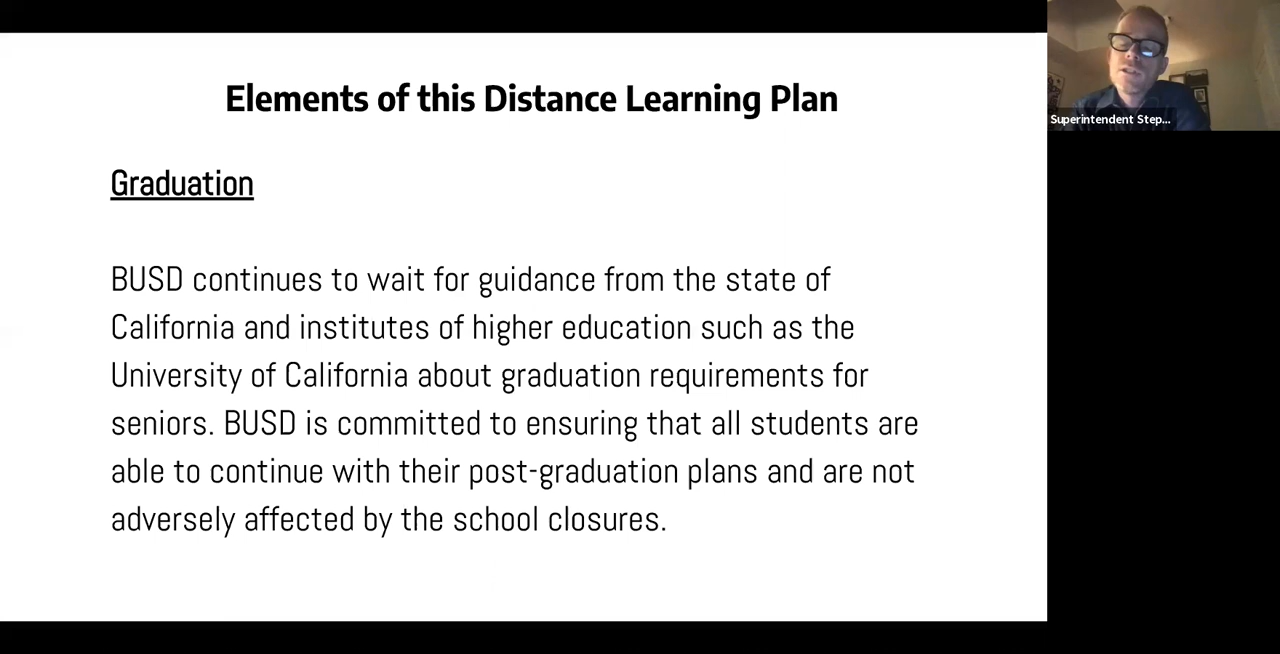 Elements of this Distance Learning Plan
Graduation
BUSD continues to wait for guidance from the state of
California and institutes of higher education such as the
University of California about graduation requirements for
seniors. BUSD is committed to ensuring that all students are
able to continue with their post-graduation plans and are not
adversely affected by the school closures.
Superintendent Step...